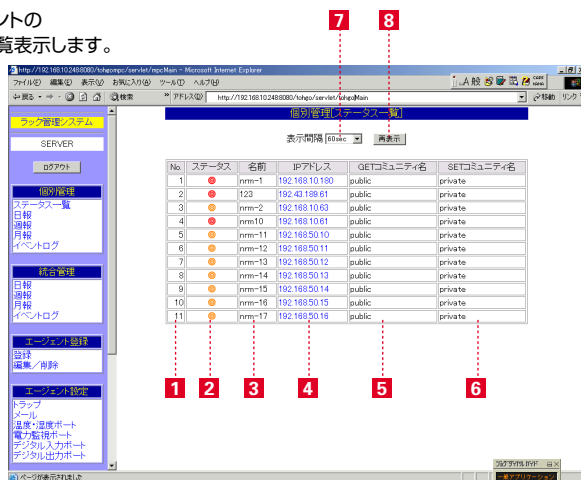 ントの
覧表示します。
7 8
http://192.168.10.248:8080/tohgompc/servlet/mpcMain - Microsoft Internet Explorer
ファイル(F) 編集(E) 表示(V) お気に入り(A) ツール(T) ヘルプ(H)
A 般
戻る 検索 アドレス(D) http://192.168.10.248:8080/tohgo/servlet/tohgoMain 移動 リンク
ラック管理システム
SERVER
ログアウト
個別管理
ステータス一覧
日報
週報
月報
イベントログ
統合管理
日報
週報
月報
イベントログ
エージェント登録
登録
編集/削除
エージェント設定
トラップ
メール
温度・湿度ポート
電力監視ポート
デジタル入力ポート
デジタル出力ポート
個別管理[ステータス一覧]
表示間隔 60sec 再表示
No. ステータス 名前 IPアドレス GETコミュニティ名 SETコミュニティ名
1 nrm-1 192.168.10.180 public private
2 123 192.43.189.61 public private
3 nrm-2 192.168.10.63 public private
4 nrm10 192.168.10.61 public private
5 nrm-11 192.168.50.10 public private
6 nrm-12 192.168.50.11 public private
7 nrm-13 192.168.50.12 public private
8 nrm-14 192.168.50.13 public private
9 nrm-15 192.168.50.14 public private
10 nrm-16 192.168.50.15 public private
11 nrm-17 192.168.50.16 public private
1 2 3 4 5 6
ページが表示されました
一般アプリケーション